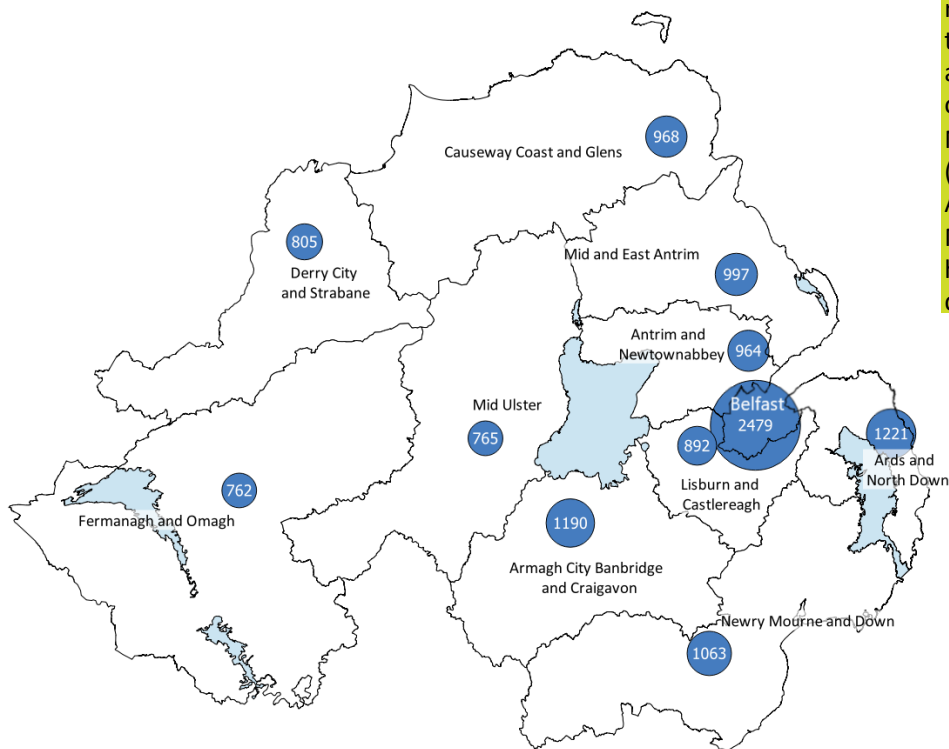 968
Causeway Coast and Glens
805
Derry City
and Strabane
Mid and East Antrim
997
Antrim and
Newtownabbey
964
Belfast
2479
Mid Ulster
765
892
Lisburn and
Castlereagh
1221
Ards and
North Down
762
Fermanagh and Omagh
1190
Armagh City Banbridge
and Craigavon
Newry Mourne and Down
1063